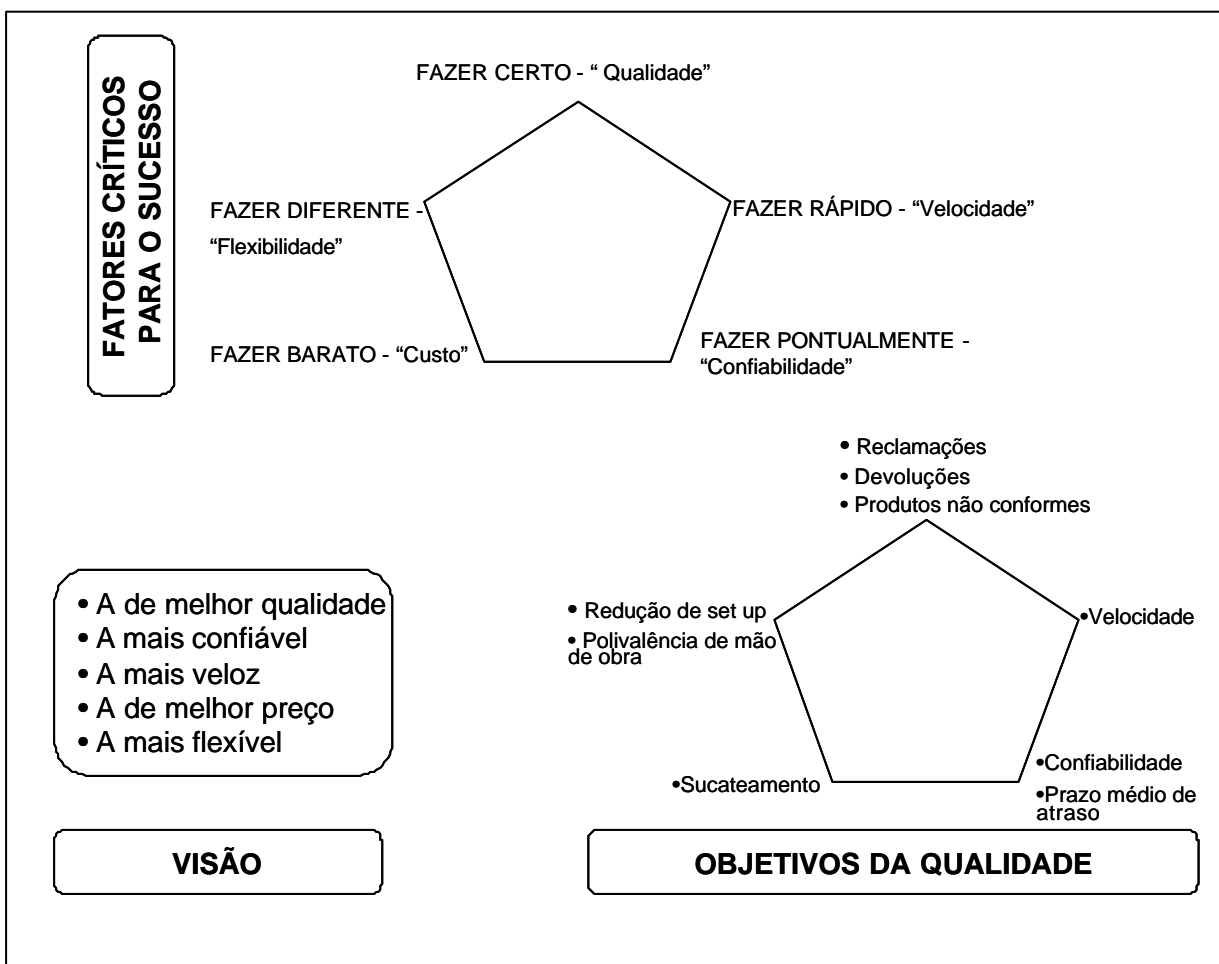 FATORES CRÍTICOS
PARA O SUCESSO
FAZER CERTO - “ Qualidade”
FAZER DIFERENTE -
“Flexibilidade”
FAZER RÁPIDO - “Velocidade”
FAZER BARATO - “Custo”
FAZER PONTUALMENTE -
“Confiabilidade”
• Reclamações
• Devoluções
• Produtos não conformes
• Redução de set up
• Polivalência de mão
de obra
•Velocidade
•Sucateamento
•Confiabilidade
•Prazo médio de
atraso
• A de melhor qualidade
• A mais confiável
• A mais veloz
• A de melhor preço
• A mais flexível
VISÃO
OBJETIVOS DA QUALIDADE